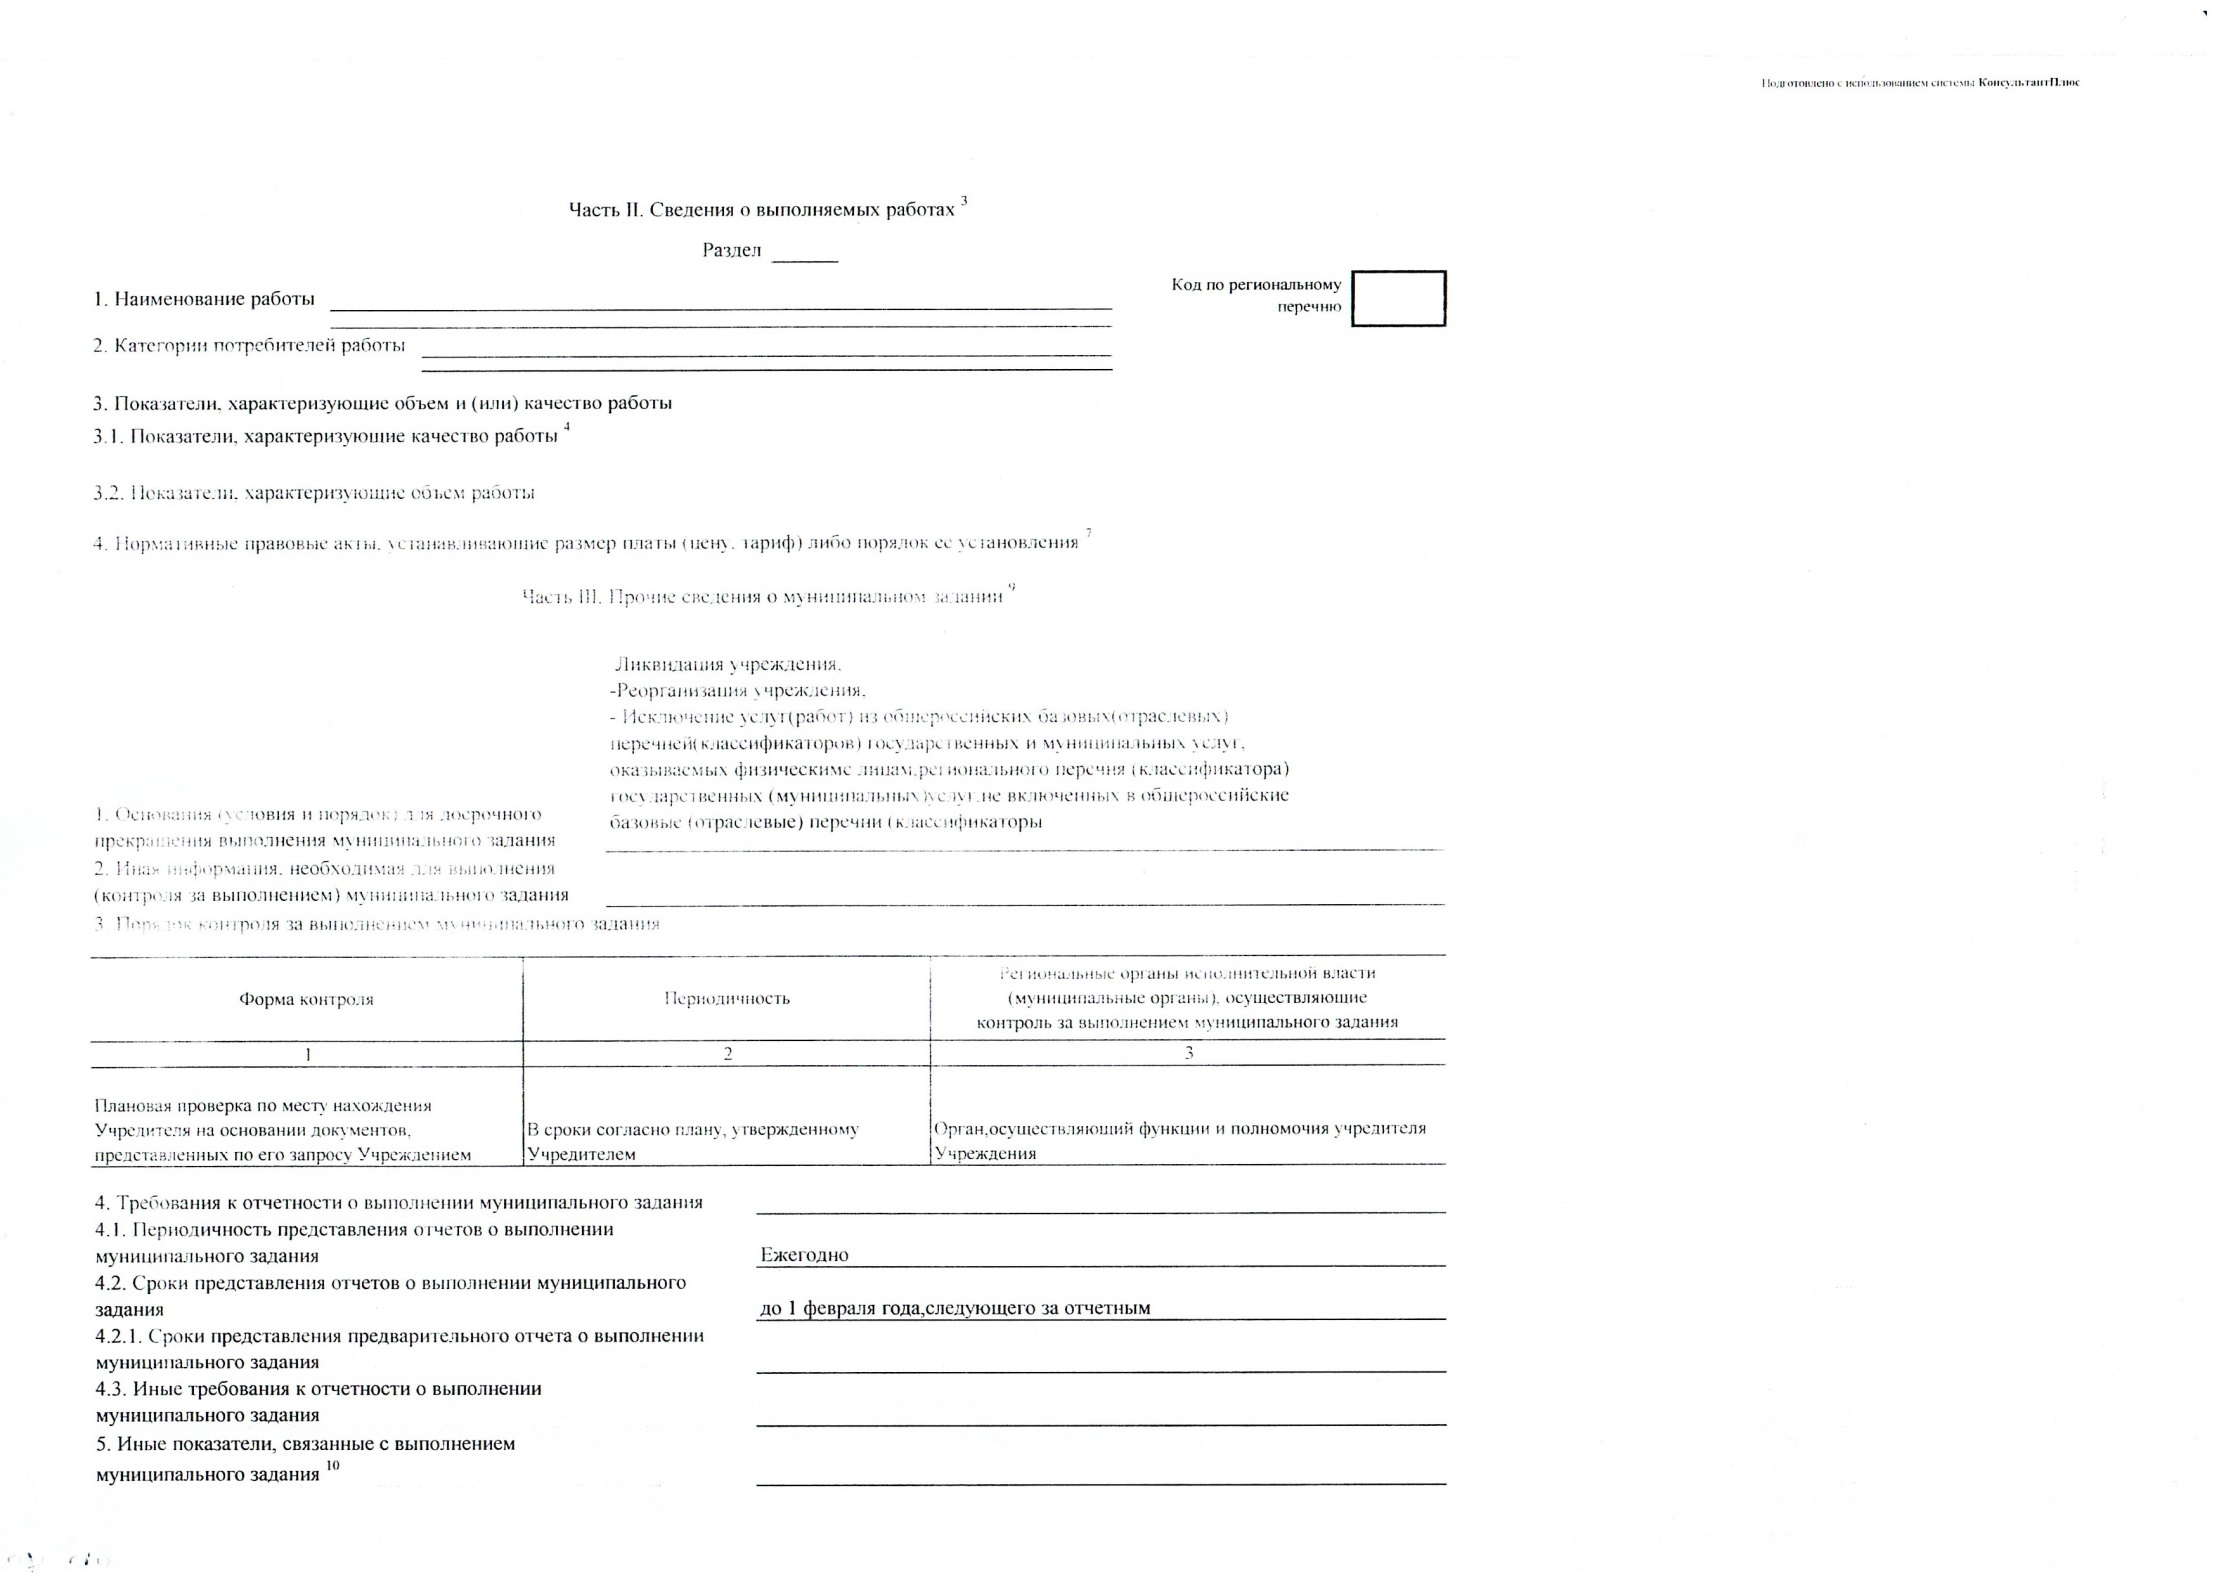 Подготовлено с использованием системы КонсультантПлюс
Часть II. Сведения о выполняемых работах 3
Раздел
Код по региональному
перечню
1. Наименование работы
2. Категории потребителей работы
3. Показатели, характеризующие объем и (или) качество работы
3.1. Показатели, характеризующие качество работы 4
3.2. Показатели, характеризующие объем работы
4. Нормативные правовые акты, устанавливающие размер платы (цену, тариф) либо порядок ее установления 7
Часть III. Прочие сведения о муниципальном задании 9
Ликвидация учреждения,
-Реорганизация учреждения,
- Исключение услуг(работ) из общероссийских базовых(отраслевых)
перечней(классификаторов) государственных и муниципальных услуг,
оказываемых физическимс лицам,регионального перечня (классификатора)
государственных (муниципальных)услуг,не включенных в общероссийские
базовые (отраслевые) перечни (классификаторы
1. Основания (условия и порядок) для досрочного
прекращения выполнения муниципального задания
2. Иная информация, необходимая для выполнения
(контроля за выполнением) муниципального задания
3. Порядок контроля за выполнением муниципального задания
Форма контроля
Периодичность
Региональные органы исполнительной власти
(муниципальные органы), осуществляющие
контроль за выполнением муниципального задания
1
2
3
Плановая проверка по месту нахождения
Учредителя на основании документов,
представленных по его запросу Учреждением
В сроки согласно плану, утвержденному
Учредителем
Орган,осуществляющий функции и полномочия учредителя
Учреждения
4. Требования к отчетности о выполнении муниципального задания
4.1. Периодичность представления отчетов о выполнении
муниципального задания
Ежегодно
4.2. Сроки представления отчетов о выполнении муниципального
задания
до 1 февраля года,следующего за отчетным
4.2.1. Сроки представления предварительного отчета о выполнении
муниципального задания
4.3. Иные требования к отчетности о выполнении
муниципального задания
5. Иные показатели, связанные с выполнением
муниципального задания 10